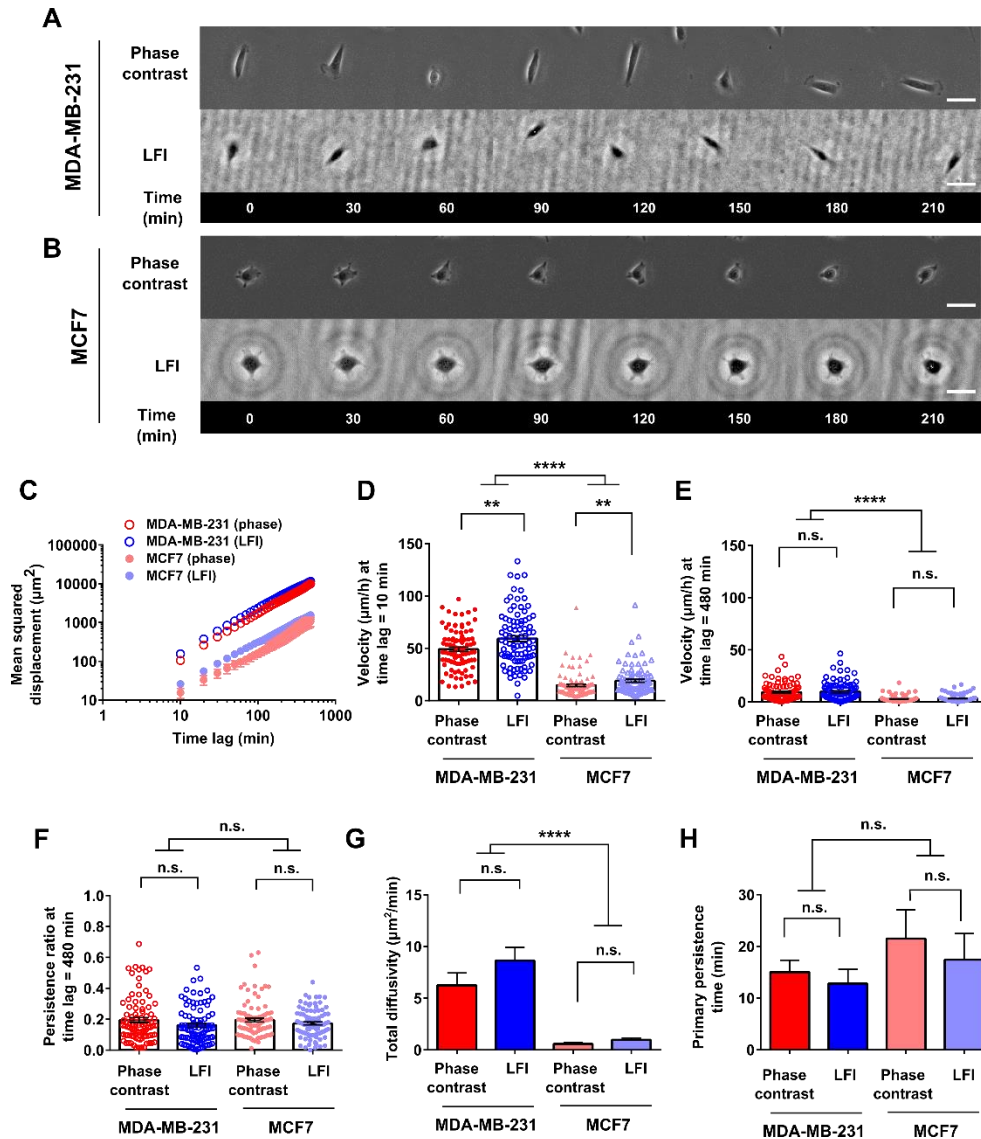 A
MDA-MB-231
Phase
contrast
LFI
Time
(min)
0 30 60 90 120 150 180 210
B
MCF7
Phase
contrast
LFI
Time
(min)
0 30 60 90 120 150 180 210
C
MDA-MB-231 (phase)
MDA-MB-231 (LFI)
MCF7 (phase)
MCF7 (LFI)
Mean squared
displacement (µm²)
100000
10000
1000
100
10
1 10 100 1000
Time lag (min)
D
****
** **
Velocity (µm/h) at
time lag = 10 min
150
100
50
0
Phase
contrast
LFI
Phase
contrast
LFI
MDA-MB-231 MCF7
E
****
n.s.
n.s.
Velocity (µm/h) at
time lag = 480 min
150
100
50
0
Phase
contrast
LFI
Phase
contrast
LFI
MDA-MB-231 MCF7
F
n.s.
n.s. n.s.
Persistence ratio at
time lag = 480 min
1.0
0.8
0.6
0.4
0.2
0.0
Phase
contrast
LFI
Phase
contrast
LFI
MDA-MB-231 MCF7
G
****
n.s.
n.s.
Total diffusivity (µm²/min)
15
10
5
0
Phase
contrast
LFI
Phase
contrast
LFI
MDA-MB-231 MCF7
H
n.s.
n.s.
n.s.
Primary persistence
time (min)
30
20
10
0
Phase
contrast
LFI
Phase
contrast
LFI
MDA-MB-231 MCF7